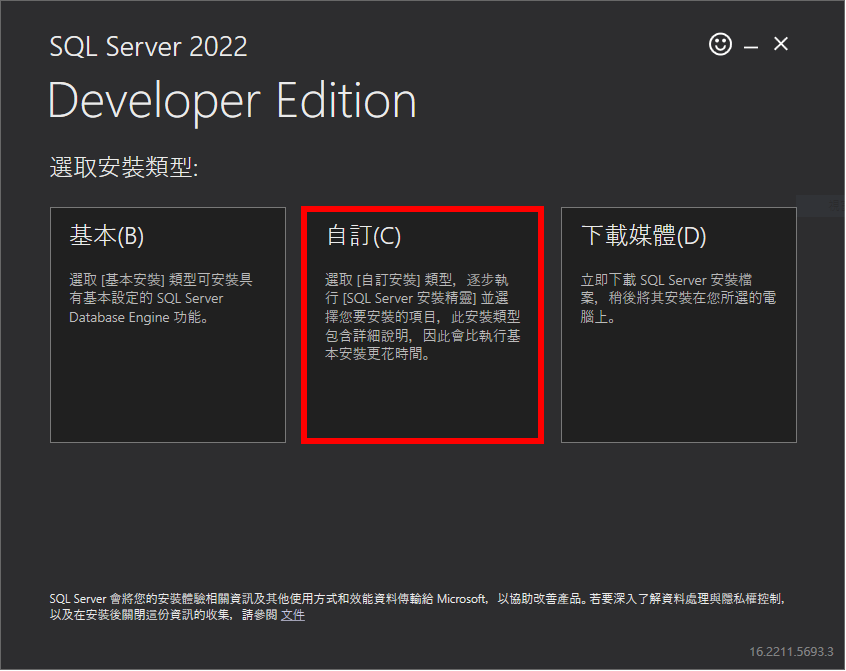 SQL Server 2022
Developer Edition
選取安裝類型:
基本(B)
選取 [基本安裝] 類型可安裝具
有基本設定的 SQL Server
Database Engine 功能。
自訂(C)
選取 [自訂安裝] 類型，逐步執
行 [SQL Server 安裝精靈] 並選
擇您要安裝的項目，此安裝類型
包含詳細說明，因此會比執行基
本安裝更花時間。
下載媒體(D)
立即下載 SQL Server 安裝檔
案，稍後將其安裝在您所選的電
腦上。
SQL Server 會將您的安裝體驗相關資訊及其他使用方式和效能資料傳輸給 Microsoft，以協助改善產品。若要深入了解資料處理與隱私權控制，
以及在安裝後關閉這份資訊的收集，請參閱 文件
16.2211.5693.3